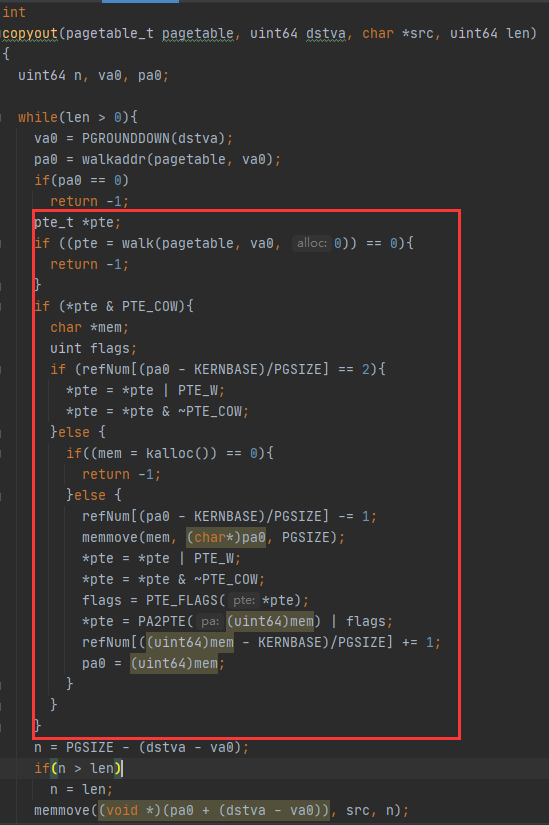 int
copyout(pagetable_t pagetable, uint64 dstva, char *src, uint64 len)
{
  uint64 n, va0, pa0;

  while(len > 0){
    va0 = PGROUNDDOWN(dstva);
    pa0 = walkaddr(pagetable, va0);
    if(pa0 == 0)
      return -1;
    pte_t *pte;
    if ((pte = walk(pagetable, va0, alloc: 0)) == 0){
      return -1;
    }
    if (*pte & PTE_COW){
      char *mem;
      uint flags;
      if (refNum[(pa0 - KERNBASE)/PGSIZE] == 2){
        *pte = *pte | PTE_W;
        *pte = *pte & ~PTE_COW;
      }else {
        if((mem = kalloc()) == 0){
          return -1;
        }else {
          refNum[(pa0 - KERNBASE)/PGSIZE] -= 1;
          memmove(mem, (char*)pa0, PGSIZE);
          *pte = *pte | PTE_W;
          *pte = *pte & ~PTE_COW;
          flags = PTE_FLAGS( pte: *pte);
          *pte = PA2PTE( pa: (uint64)mem) | flags;
          refNum[((uint64)mem - KERNBASE)/PGSIZE] += 1;
          pa0 = (uint64)mem;
        }
      }
    }
    n = PGSIZE - (dstva - va0);
    if(n > len)
      n = len;
    memmove((void *)(pa0 + (dstva - va0)), src, n);